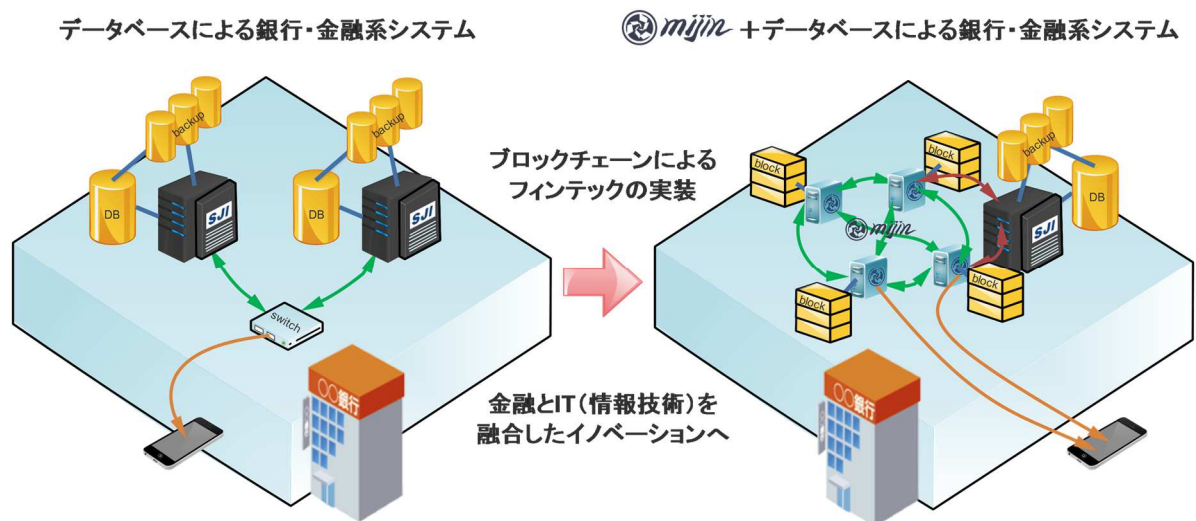 データベースによる銀行・金融系システム
mijin +データベースによる銀行・金融系システム
backup
backup
DB
DB
SJI
SJI
switch
〇〇銀行
ブロックチェーンによる
フィンテックの実装
金融とIT(情報技術)を
融合したイノベーションへ
block
block
backup
DB
SJI
mijin
block
block
〇〇銀行